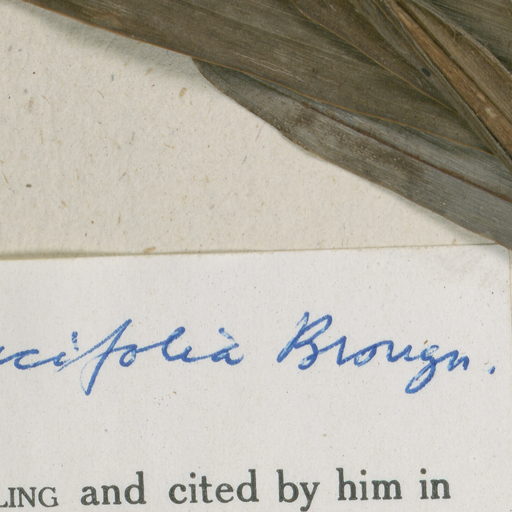 cifolia Brongn.
LING and cited by him in